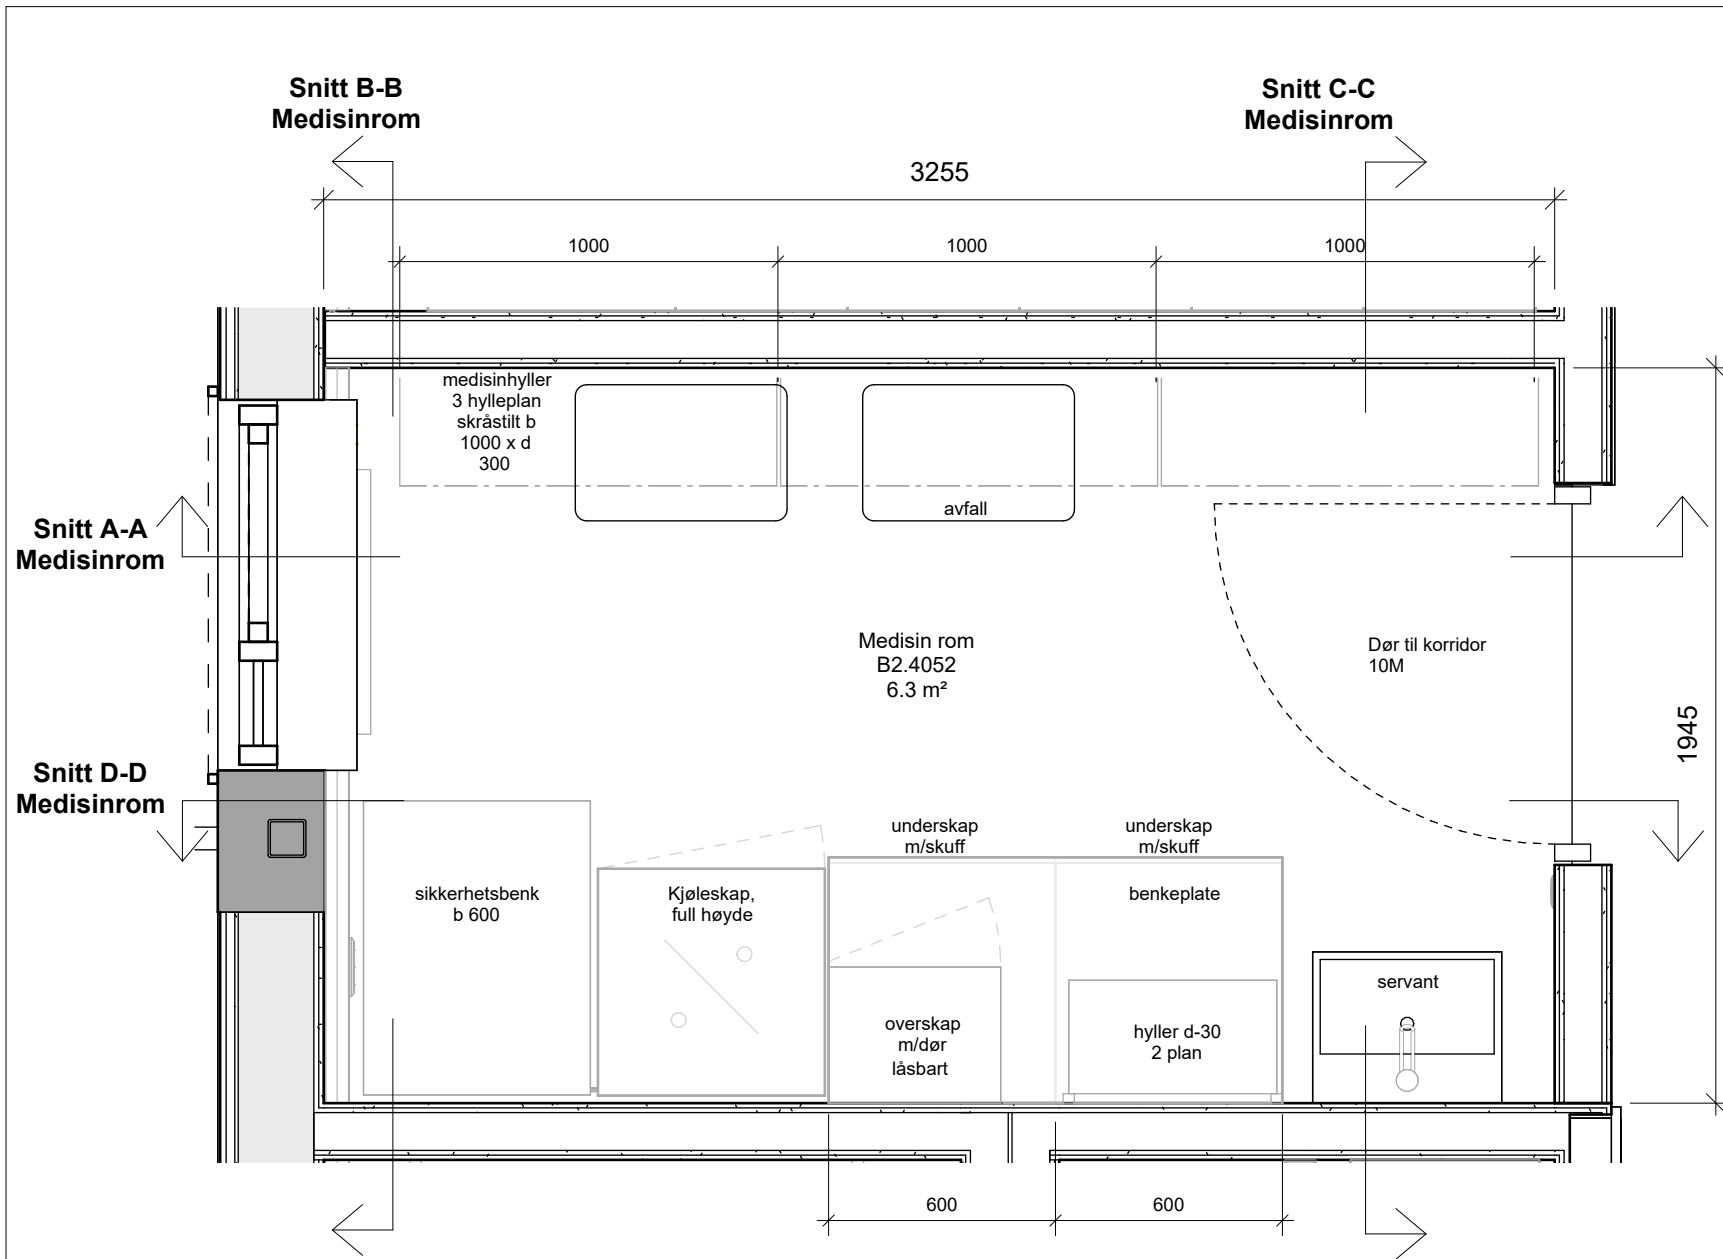 Snitt B-B
Medisinrom
Snitt C-C
Medisinrom
3255
1000
1000
1000
medisinhyller
3 hylleplan
skråstilt b
1000 x d
300
avfall
Snitt A-A
Medisinrom
Medisin rom
B2.4052
6.3 m²
Dør til korridor
10M
1945
Snitt D-D
Medisinrom
underskap
m/skuff
underskap
m/skuff
sikkerhetsbenk
b 600
Kjøleskap,
full høyde
benkeplate
servant
overskap
m/dør
låsbart
hyller d-30
2 plan
600
600